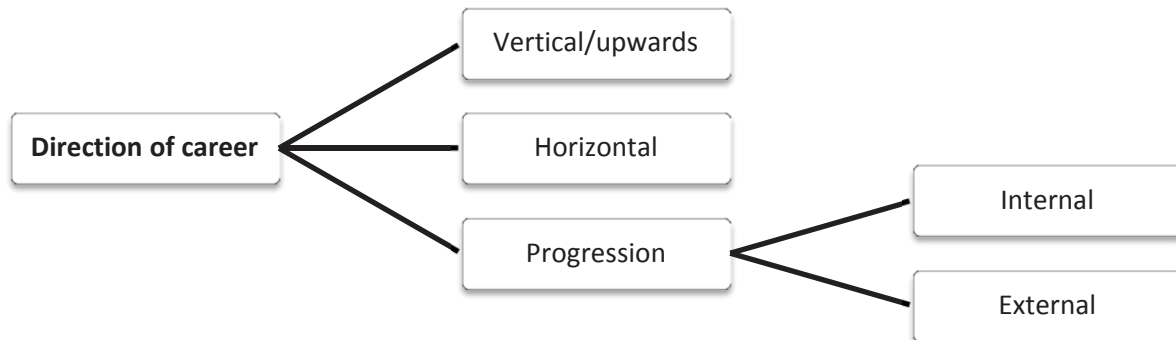 Vertical/upwards
Direction of career
Horizontal
Progression
Internal
External